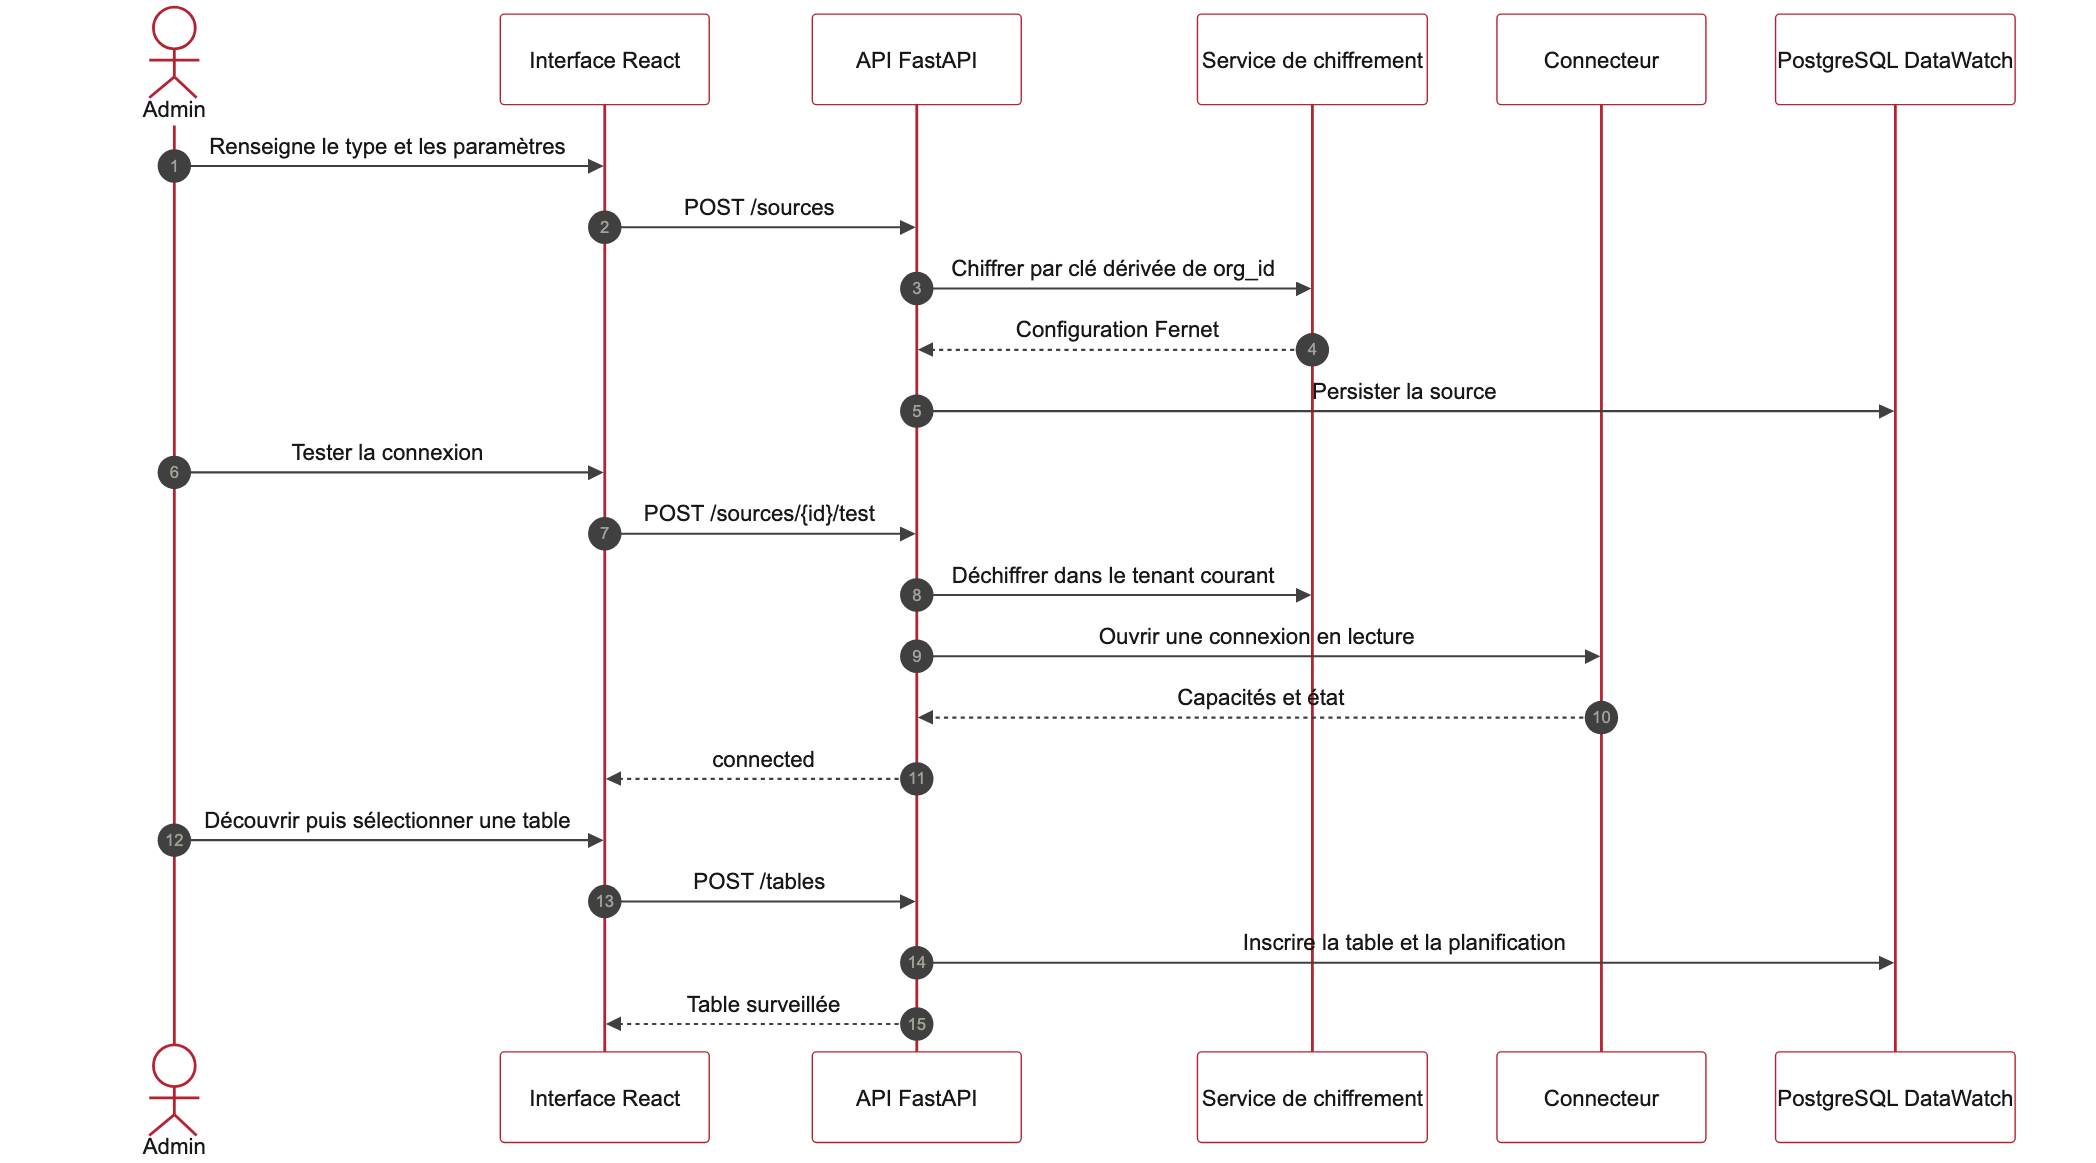 Admin
Interface React
API FastAPI
Service de chiffrement
Connecteur
PostgreSQL DataWatch
Renseigne le type et les paramètres
1
POST /sources
2
Chiffrer par clé dérivée de org_id
3
Configuration Fernet
4
Persister la source
5
Tester la connexion
6
POST /sources/{id}/test
7
Déchiffrer dans le tenant courant
8
Ouvrir une connexion en lecture
9
Capacités et état
10
connected
11
Découvrir puis sélectionner une table
12
POST /tables
13
Inscrire la table et la planification
14
Table surveillée
15
Admin
Interface React
API FastAPI
Service de chiffrement
Connecteur
PostgreSQL DataWatch